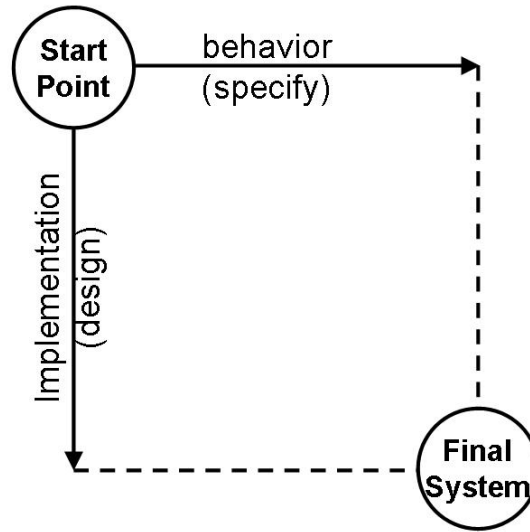 Start
Point
behavior
(specify)
Implementation
(design)
Final
System